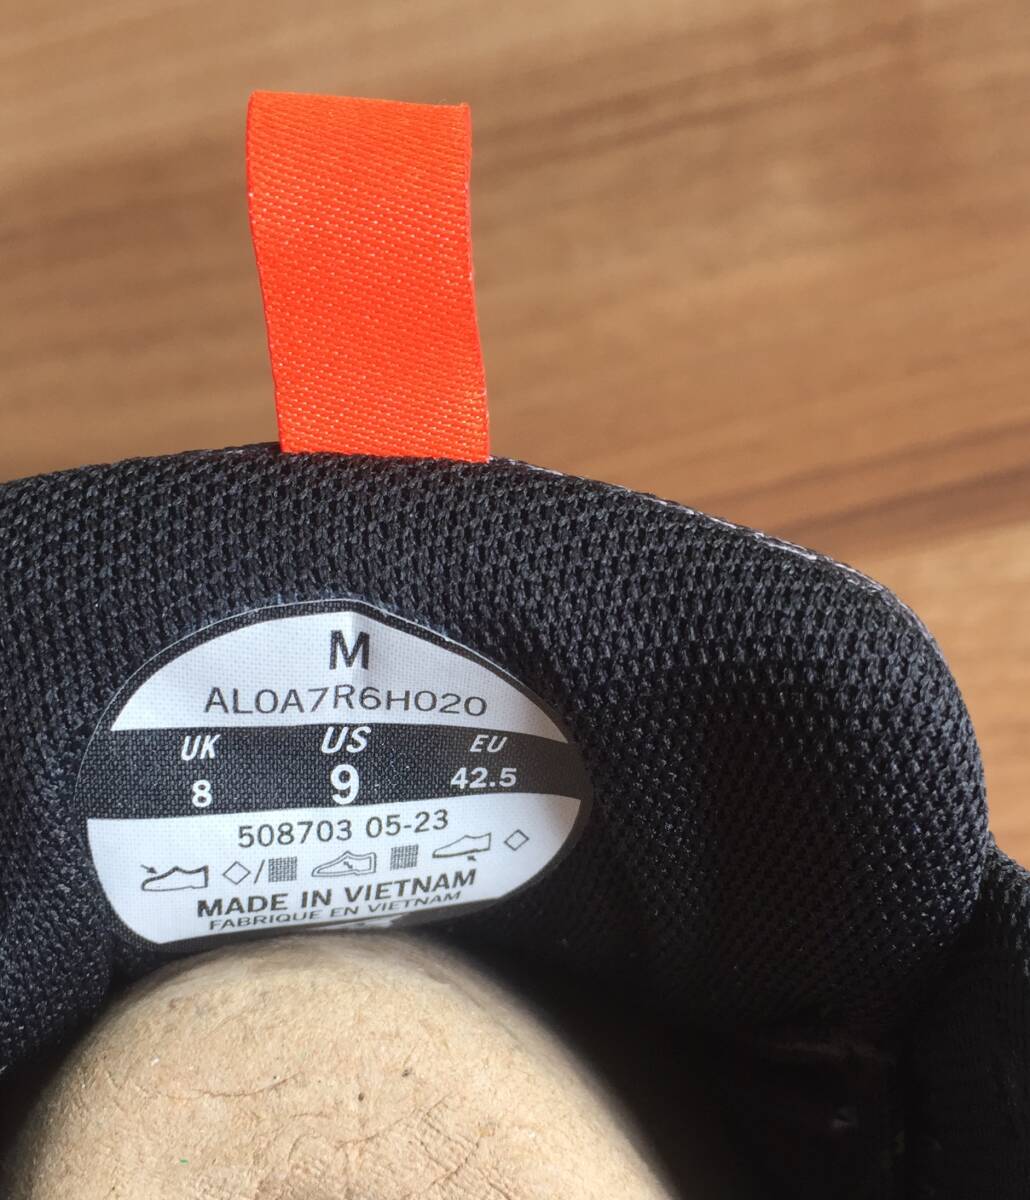 M
AL0A7R6H020
UK US EU
8 9 42.5
508703 05-23
MADE IN VIETNAM
FABRIQUE EN VIETNAM